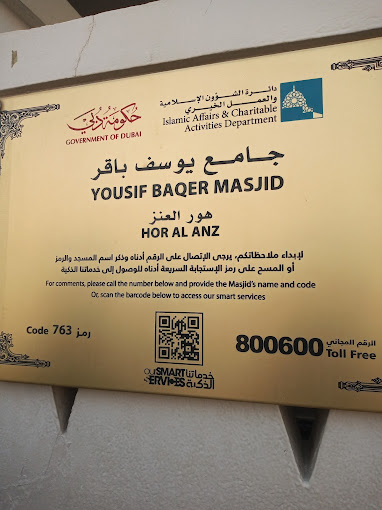 حكومة دبي
GOVERNMENT OF DUBAI
دائرة الشؤون الإسلامية
والعمل الخيري
Islamic Affairs & Charitable
Activities Department
جامع يوسف باقر
YOUSIF BAQER MASJID
هور العنز
HOR AL ANZ
لإبداء ملاحظاتكم، يرجى الإتصال على الرقم أدناه وذكر اسم المسجد والرمز
أو المسح على رمز الإستجابة السريعة أدناه للوصول إلى خدماتنا الذكية
For comments, please call the number below and provide the Masjid's name and code
Or, scan the barcode below to access our smart services
Code 763 رمز
800600 الرقم المجاني
Toll Free
OUR SMART خدماتنا
SERVICES الذكية